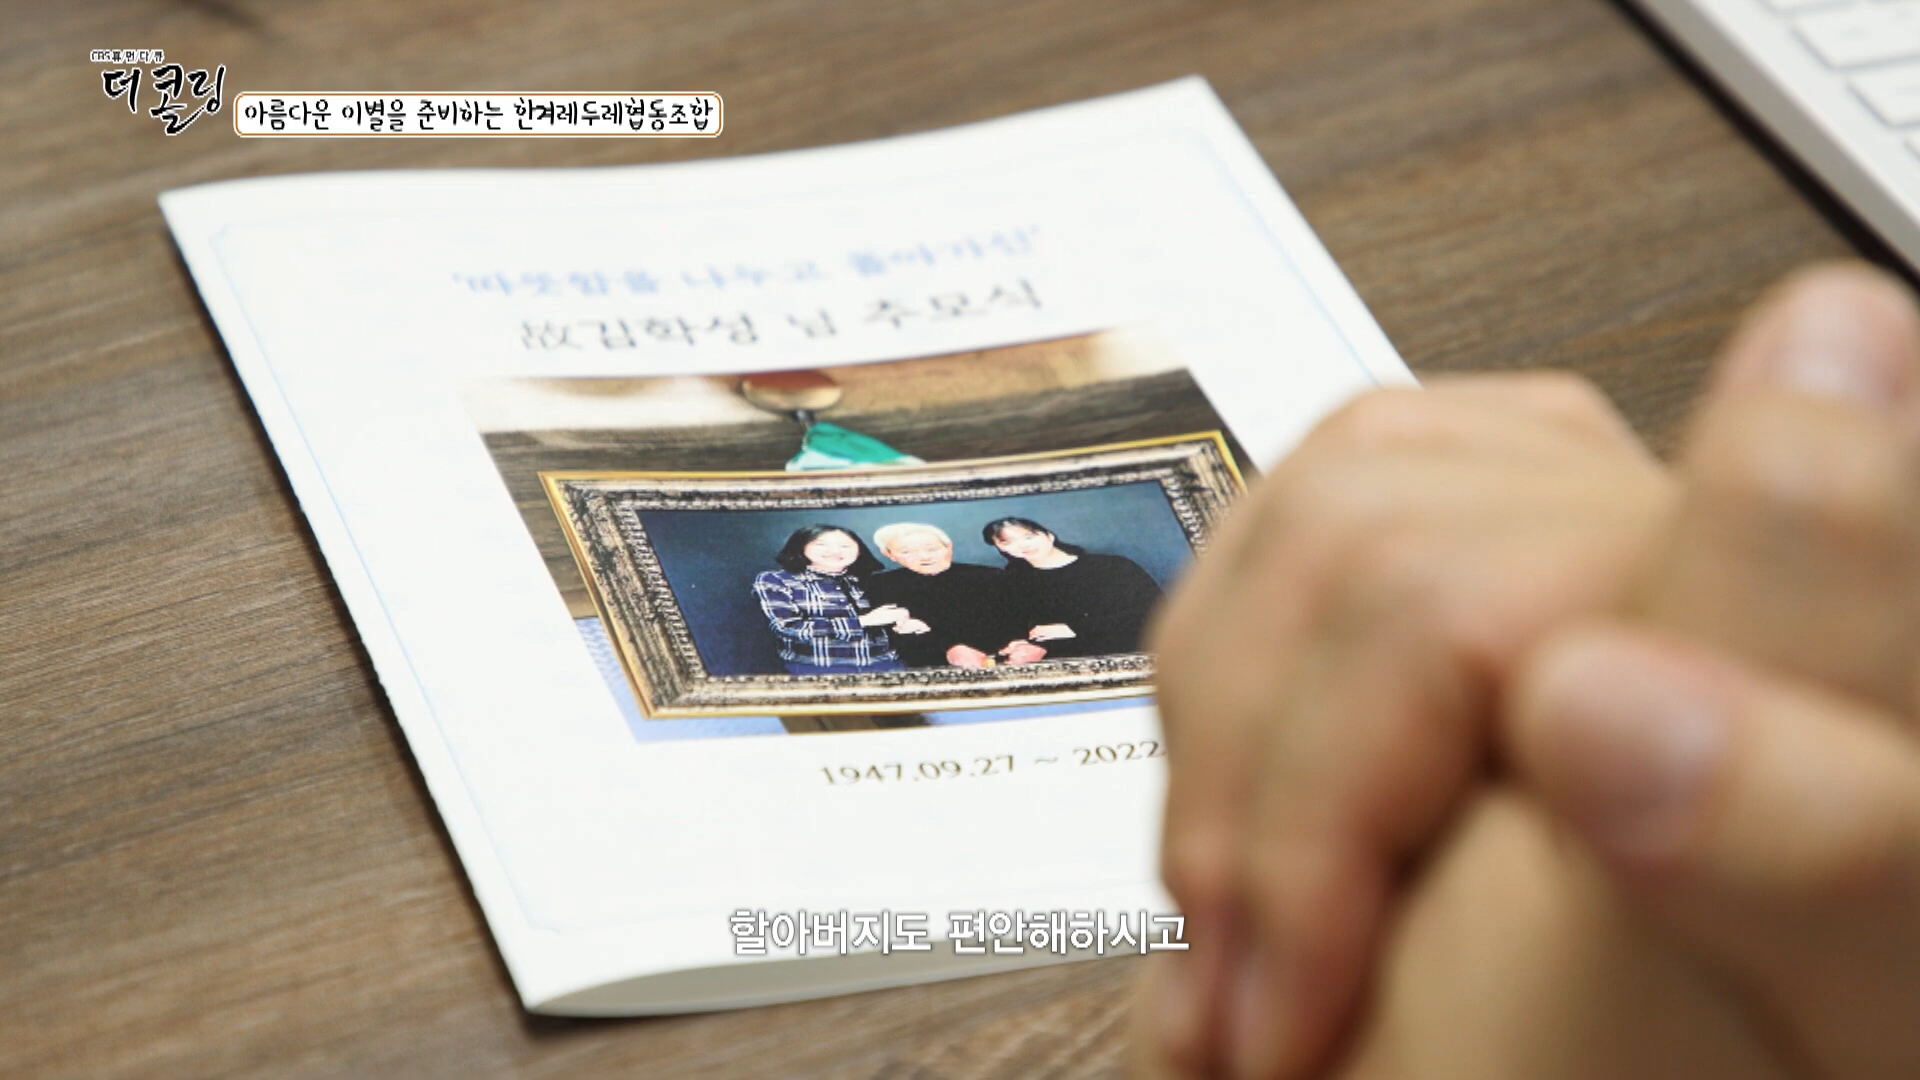 CBS휴/먼/다/큐
더 콜링
아름다운 이별을 준비하는 한겨레두레협동조합
'따뜻함을 나누고 돌아가신'
故김학성 님 추모식
1947.09.27 ~ 2022
할아버지도 편안해하시고